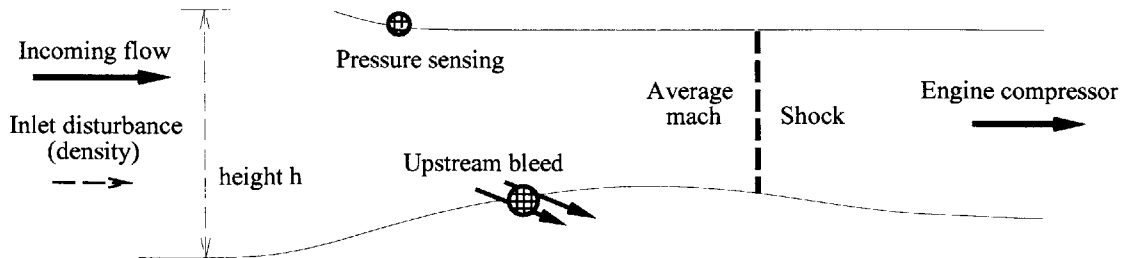 Incoming flow
Pressure sensing
Inlet disturbance
(density)
height h
Upstream bleed
Average
mach
Shock
Engine compressor